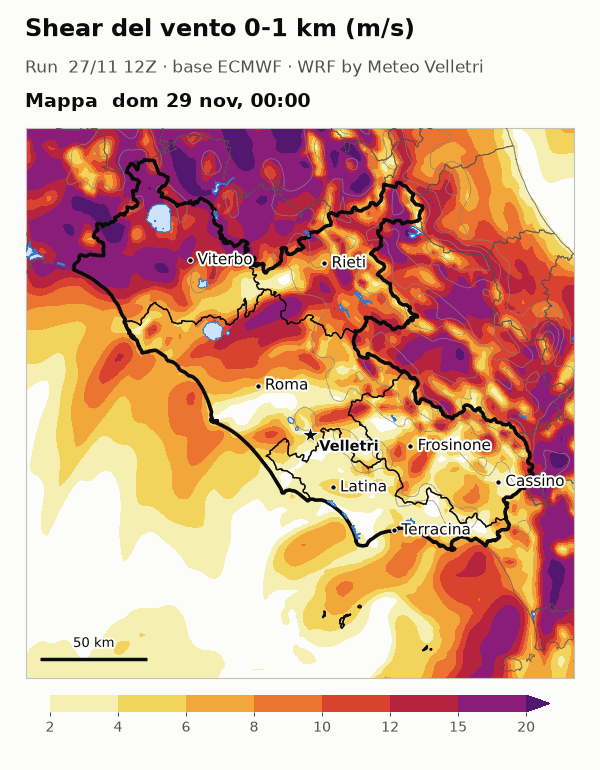 Shear del vento 0-1 km (m/s)
Run  27/11 12Z · base ECMWF · WRF by Meteo Velletri
Mappa  dom 29 nov, 00:00
Viterbo
Rieti
Roma
Velletri
Frosinone
Latina
Cassino
Terracina
50 km
2 4 6 8 10 12 15 20